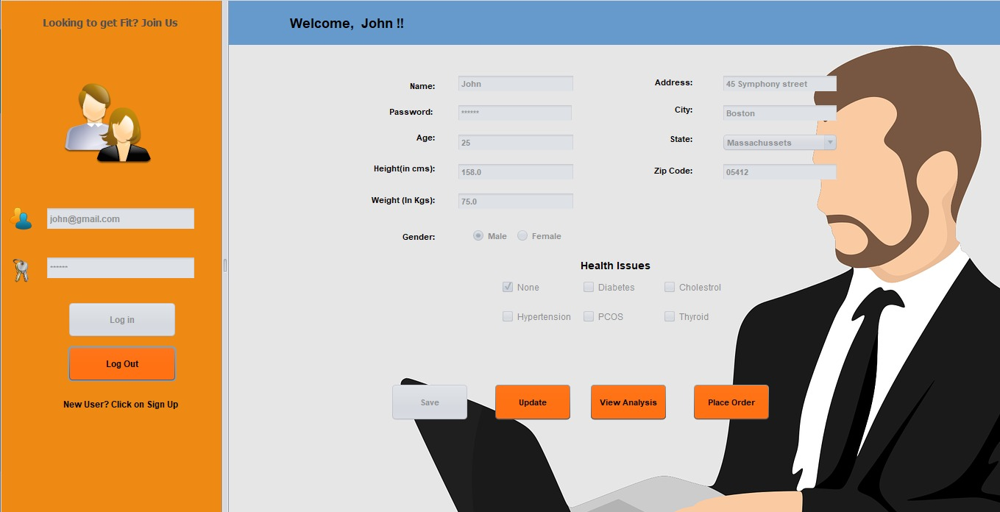 Looking to get Fit? Join Us
john@gmail.com
------
Log in
Log Out
New User? Click on Sign Up
Welcome, John !!
Name: John
Password: ******
Age: 25
Height(in cms): 158.0
Weight (In Kgs): 75.0
Gender: Male Female
Address: 45 Symphony street
City: Boston
State: Massachussets
Zip Code: 05412
Health Issues
None Diabetes Cholestrol
Hypertension PCOS Thyroid
Save Update View Analysis Place Order